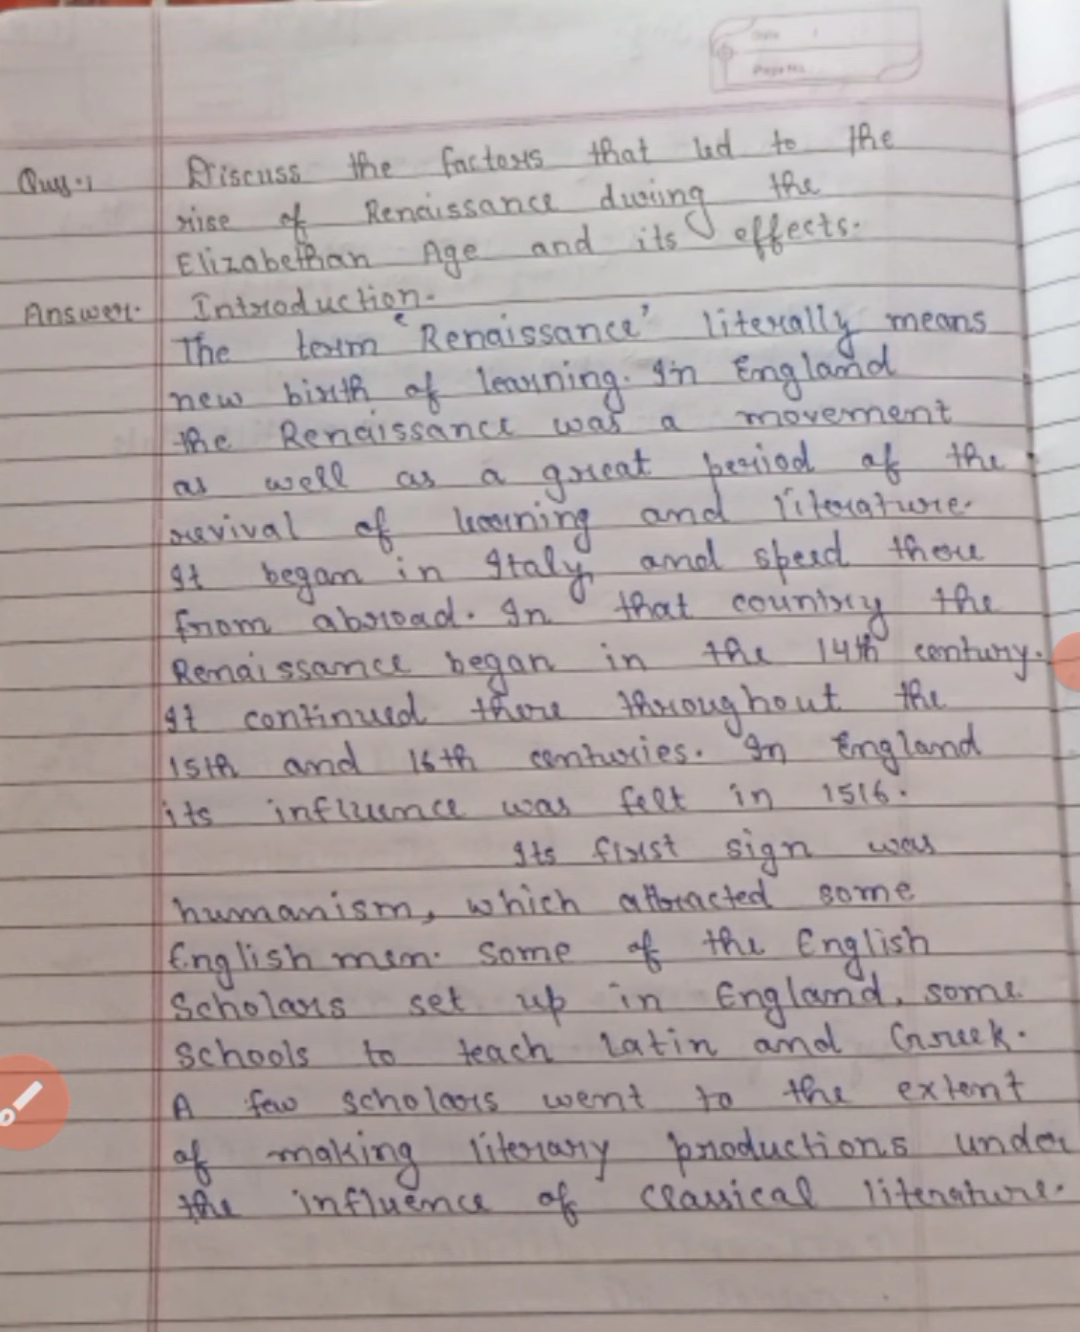 Date
Page No.
Ques.1 Discuss the factors that led to the
rise of Renaissance during the
Elizabethan Age and its effects.
Answer. Introduction.
The term 'Renaissance' literally means
new birth of learning. In England
the Renaissance was a movement
as well as a great period of the
revival of learning and literature.
It began in Italy and speed there
from abroad. In that country the
Renaissance began in the 14th century.
It continued there throughout the
15th and 16th centuries. In England
its influence was felt in 1516.
Its first sign was
humanism, which attracted some
English men. Some of the English
Scholars set up in England, some
schools to teach Latin and Greek.
A few scholars went to the extent
of making literary productions under
the influence of classical literature.